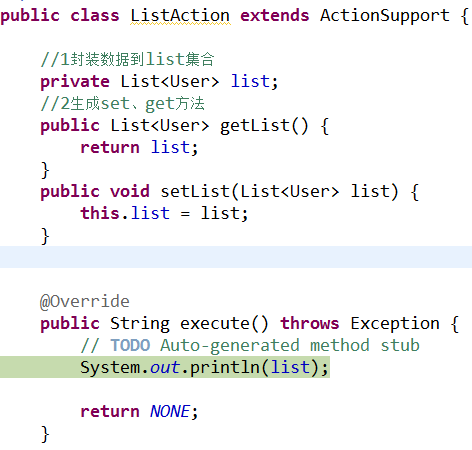 public class ListAction extends ActionSupport {
//1封装数据到list集合
private List<User> list;
//2生成set、get方法
public List<User> getList() {
return list;
}
public void setList(List<User> list) {
this.list = list;
}
@Override
public String execute() throws Exception {
// TODO Auto-generated method stub
System.out.println(list);
return NONE;
}